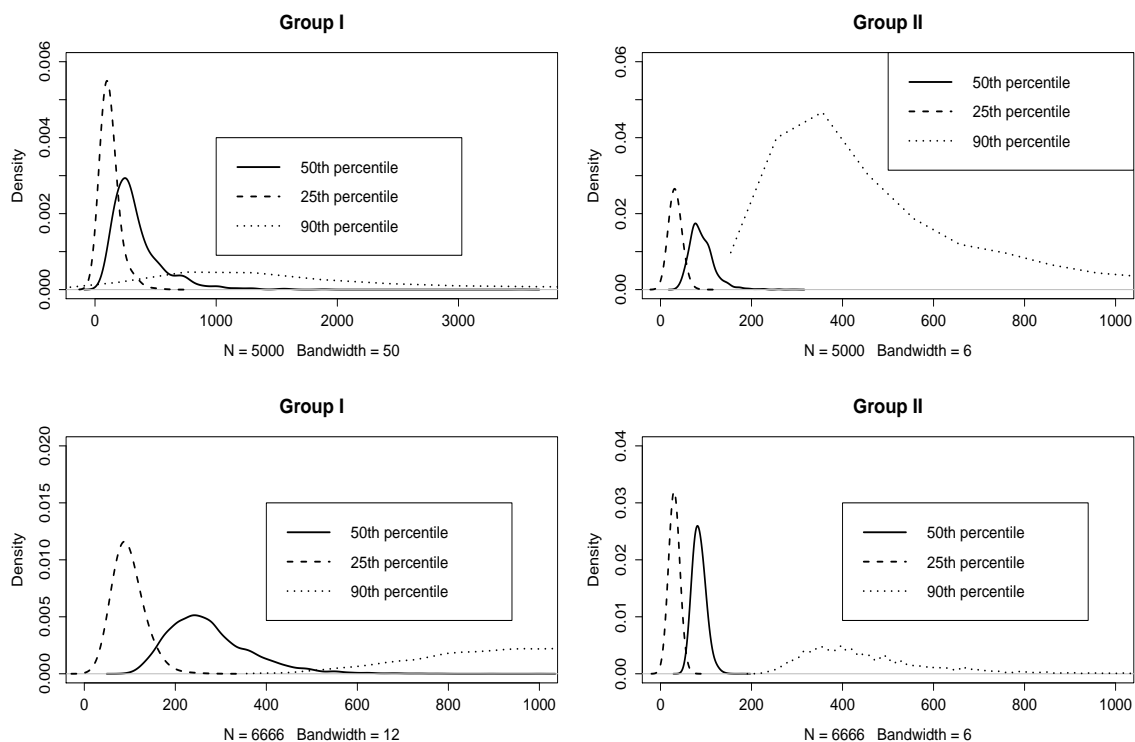 Group I
0.006
0.004
0.002
0.000
Density
50th percentile
25th percentile
90th percentile
0 1000 2000 3000
N = 5000 Bandwidth = 50
Group II
0.06
0.04
0.02
0.00
Density
50th percentile
25th percentile
90th percentile
0 200 400 600 800 1000
N = 5000 Bandwidth = 6
Group I
0.020
0.015
0.010
0.005
0.000
Density
50th percentile
25th percentile
90th percentile
0 200 400 600 800 1000
N = 6666 Bandwidth = 12
Group II
0.04
0.03
0.02
0.01
0.00
Density
50th percentile
25th percentile
90th percentile
0 200 400 600 800 1000
N = 6666 Bandwidth = 6